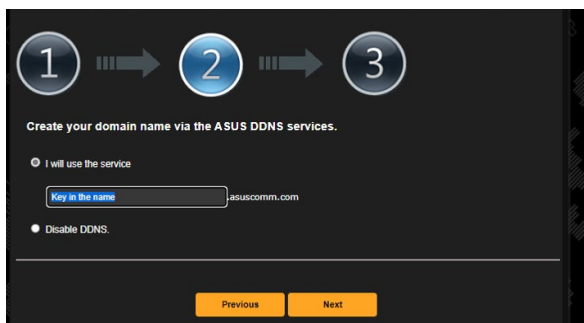 1 2 3
Create your domain name via the ASUS DDNS services.
I will use the service
Key in the name .asuscomm.com
Disable DDNS.
Previous Next